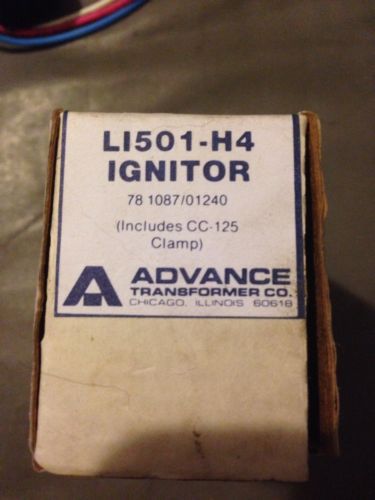 LI501-H4
IGNITOR
78 1087/01240
(Includes CC-125
Clamp)
ADVANCE
TRANSFORMER CO.
CHICAGO, ILLINOIS 60618